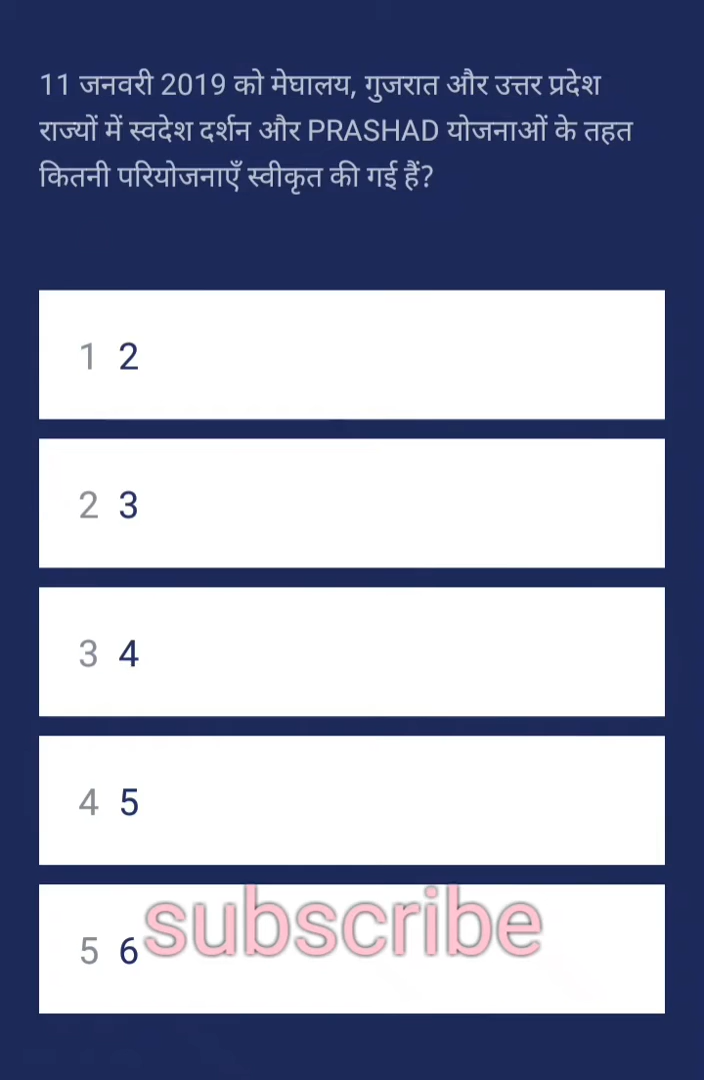 11 जनवरी 2019 को मेघालय, गुजरात और उत्तर प्रदेश
राज्यों में स्वदेश दर्शन और PRASHAD योजनाओं के तहत
कितनी परियोजनाएँ स्वीकृत की गई हैं?
1 2
2 3
3 4
4 5
5 6
subscribe